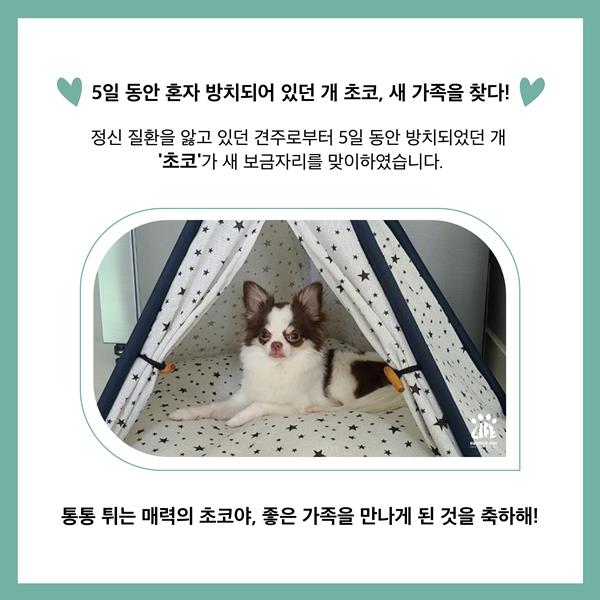 5일 동안 혼자 방치되어 있던 개 초코, 새 가족을 찾다!
정신 질환을 앓고 있던 견주로부터 5일 동안 방치되었던 개
'초코'가 새 보금자리를 맞이하였습니다.
LIFE
통통 튀는 매력의 초코야, 좋은 가족을 만나게 된 것을 축하해!